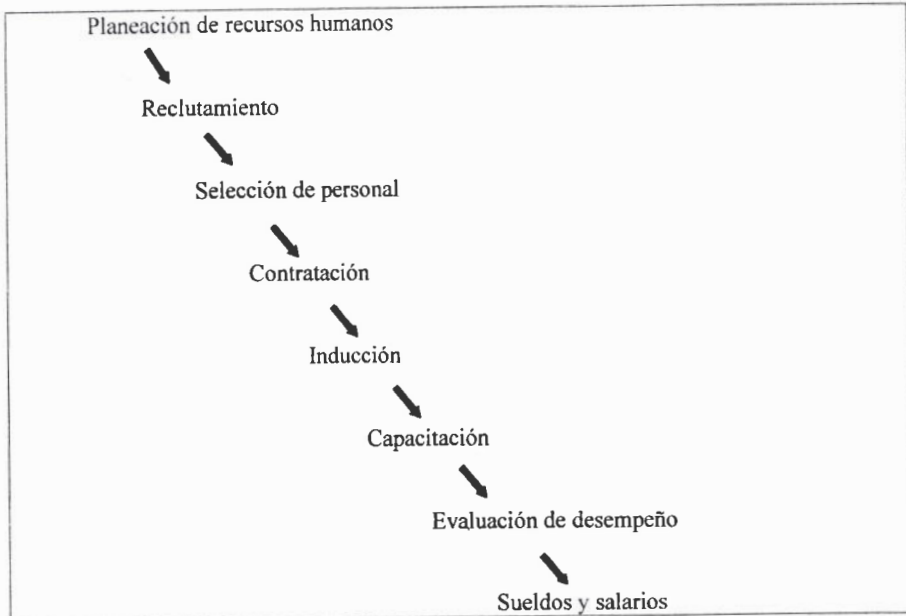 Planeación de recursos humanos
Reclutamiento
Selección de personal
Contratación
Inducción
Capacitación
Evaluación de desempeño
Sueldos y salarios